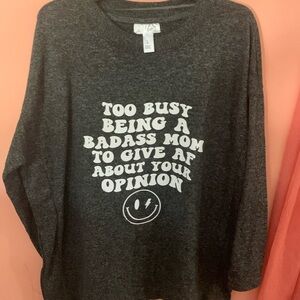 TOO BUSY
BEING A
BADASS MOM
TO GIVE AF
ABOUT YOUR
OPINION